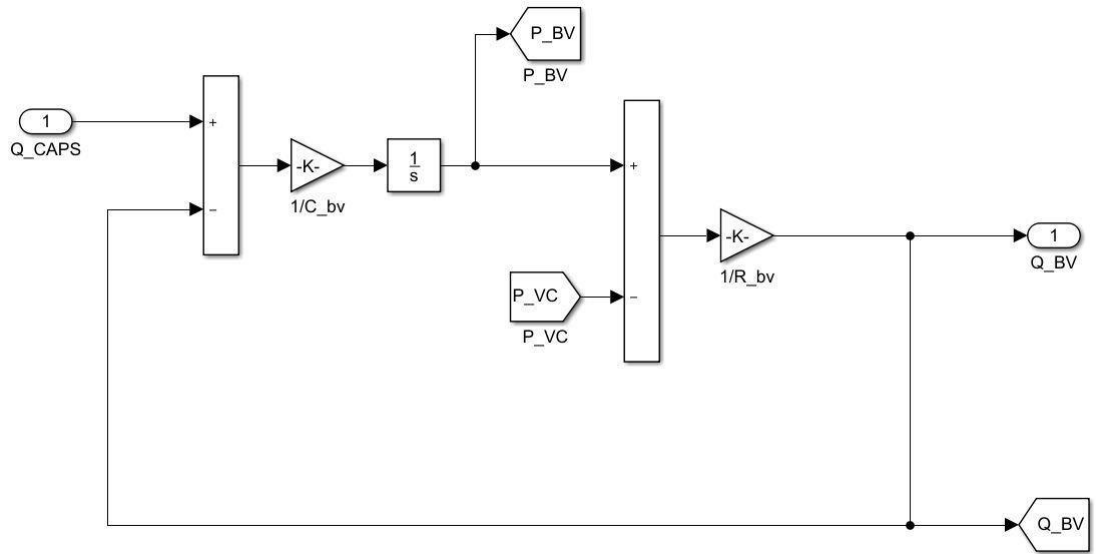 P_BV
P_BV
1
Q_CAPS
+
−
-K-
1/C_bv
1
s
+
−
P_VC
P_VC
-K-
1/R_bv
1
Q_BV
Q_BV